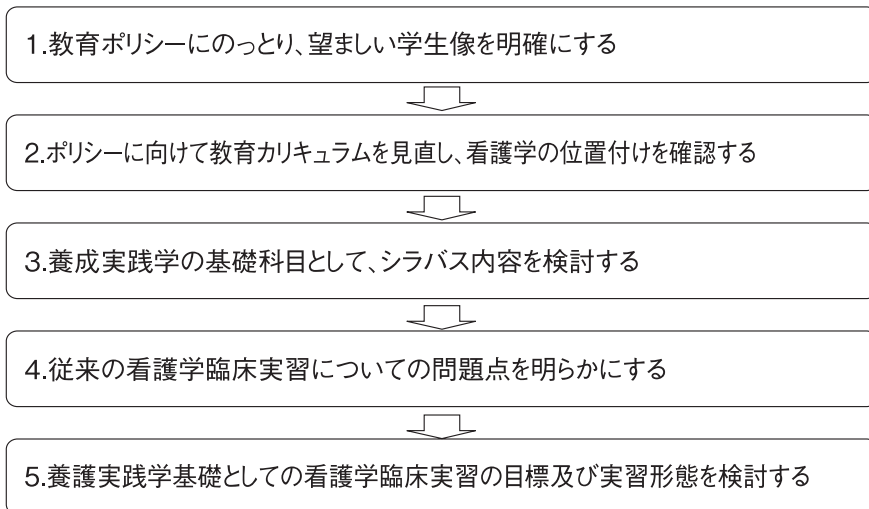 1.教育ポリシーにのっとり、望ましい学生像を明確にする
2.ポリシーに向けて教育カリキュラムを見直し、看護学の位置付けを確認する
3.養成実践学の基礎科目として、シラバス内容を検討する
4.従来の看護学臨床実習についての問題点を明らかにする
5.養護実践学基礎としての看護学臨床実習の目標及び実習形態を検討する